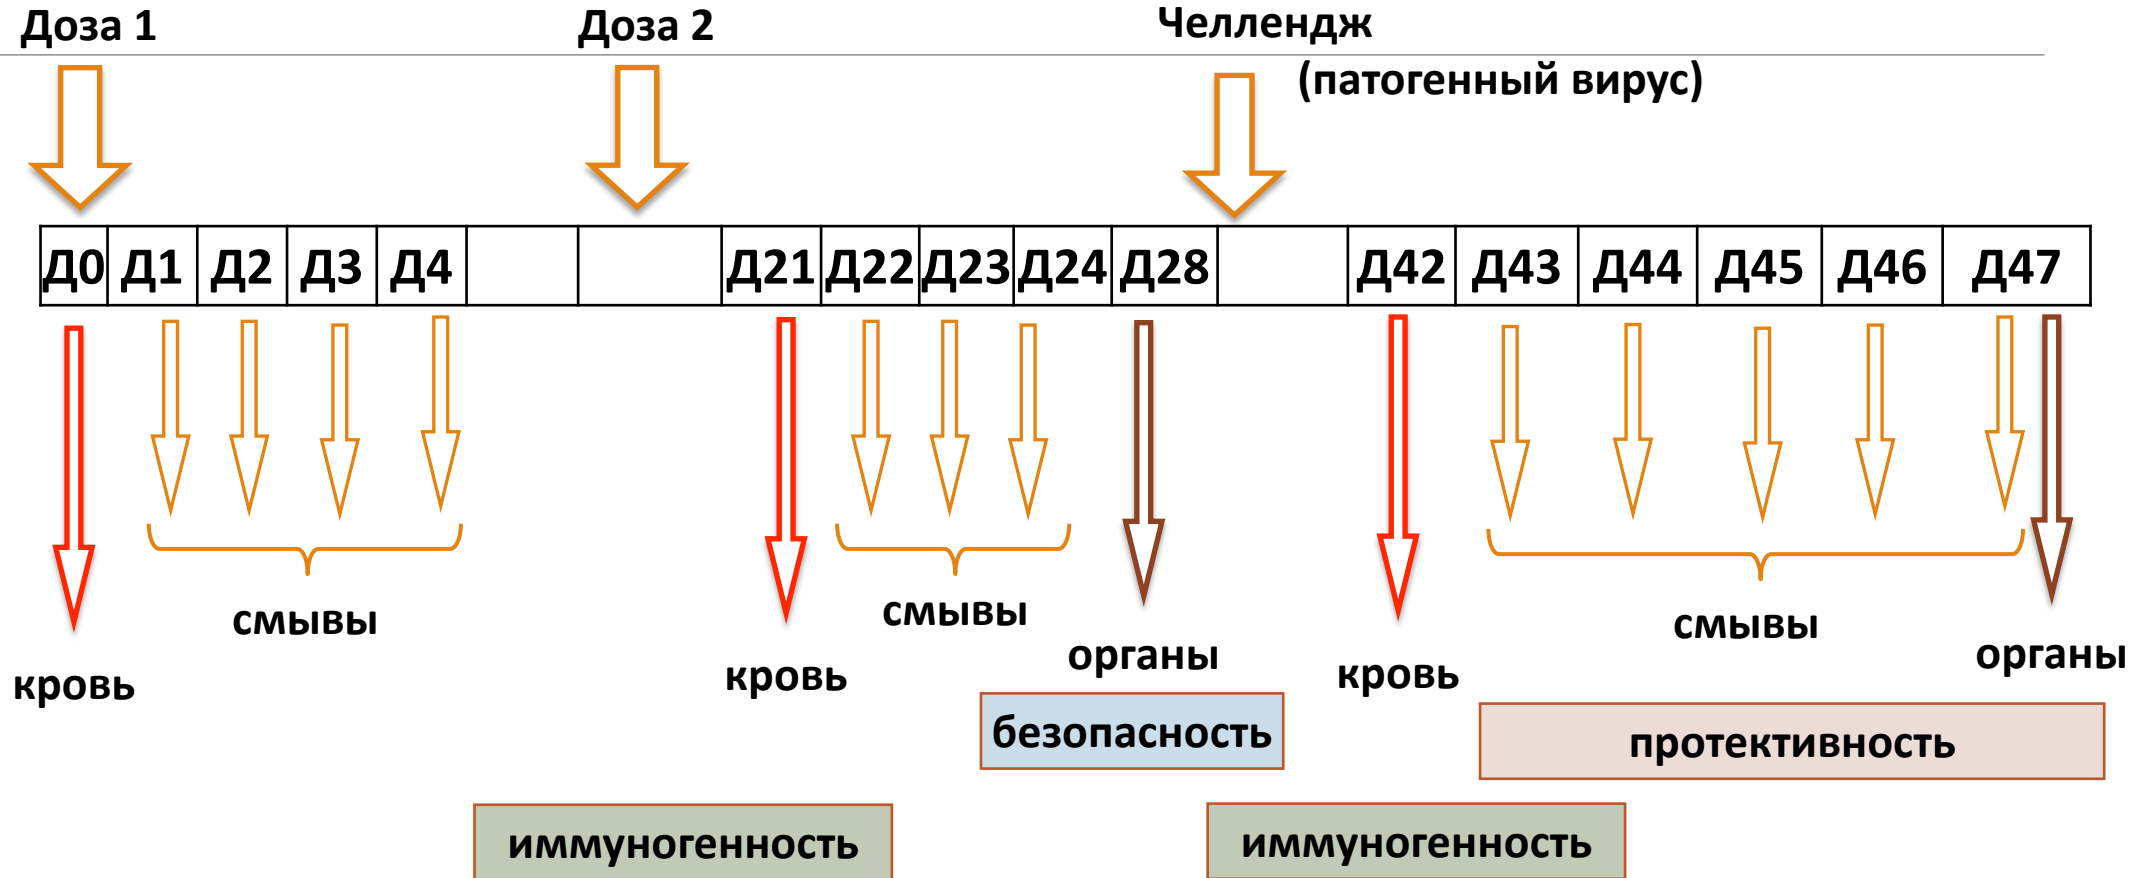 Доза 1
Доза 2
Челлендж
(патогенный вирус)
Д0 Д1 Д2 Д3 Д4 Д21 Д22 Д23 Д24 Д28 Д42 Д43 Д44 Д45 Д46 Д47
смывы
смывы
смывы
кровь
кровь
органы
кровь
органы
безопасность
протективность
иммуногенность
иммуногенность